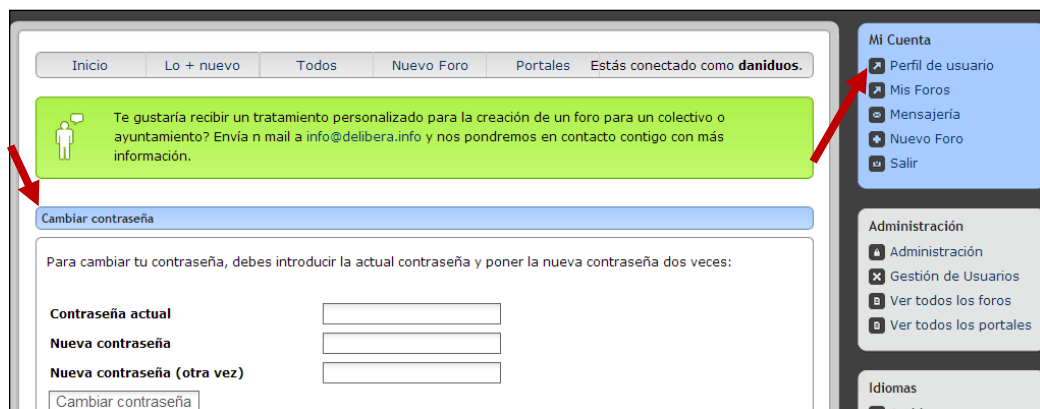 Inicio Lo + nuevo Todos Nuevo Foro Portales Estás conectado como daniduos.
Te gustaría recibir un tratamiento personalizado para la creación de un foro para un colectivo o
ayuntamiento? Envía n mail a info@delibera.info y nos pondremos en contacto contigo con más
información.
Cambiar contraseña
Para cambiar tu contraseña, debes introducir la actual contraseña y poner la nueva contraseña dos veces:
Contraseña actual
Nueva contraseña
Nueva contraseña (otra vez)
Cambiar contraseña
Mi Cuenta
Perfil de usuario
Mis Foros
Mensajería
Nuevo Foro
Salir
Administración
Administración
Gestión de Usuarios
Ver todos los foros
Ver todos los portales
Idiomas